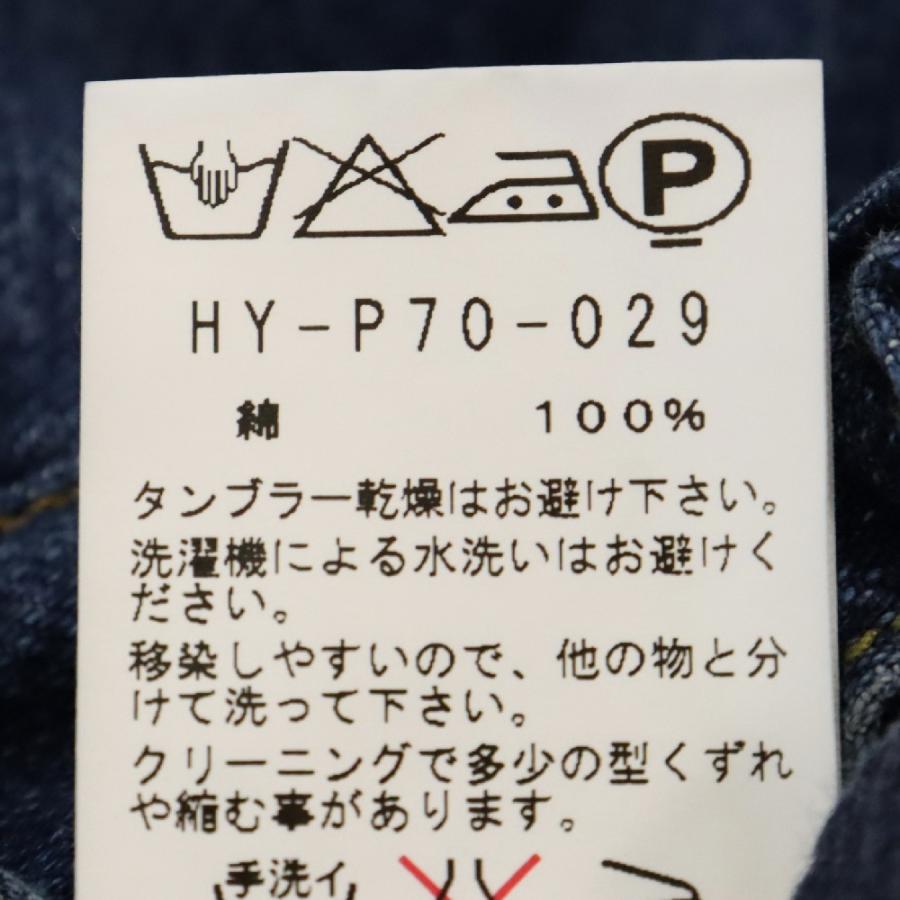 P
HY-P70-029
綿 100%
タンブラー乾燥はお避け下さい。
洗濯機による水洗いはお避けく
ださい。
移染しやすいので、他の物と分
けて洗って下さい。
クリーニングで多少の型くずれ
や縮む事があります。
手洗イ